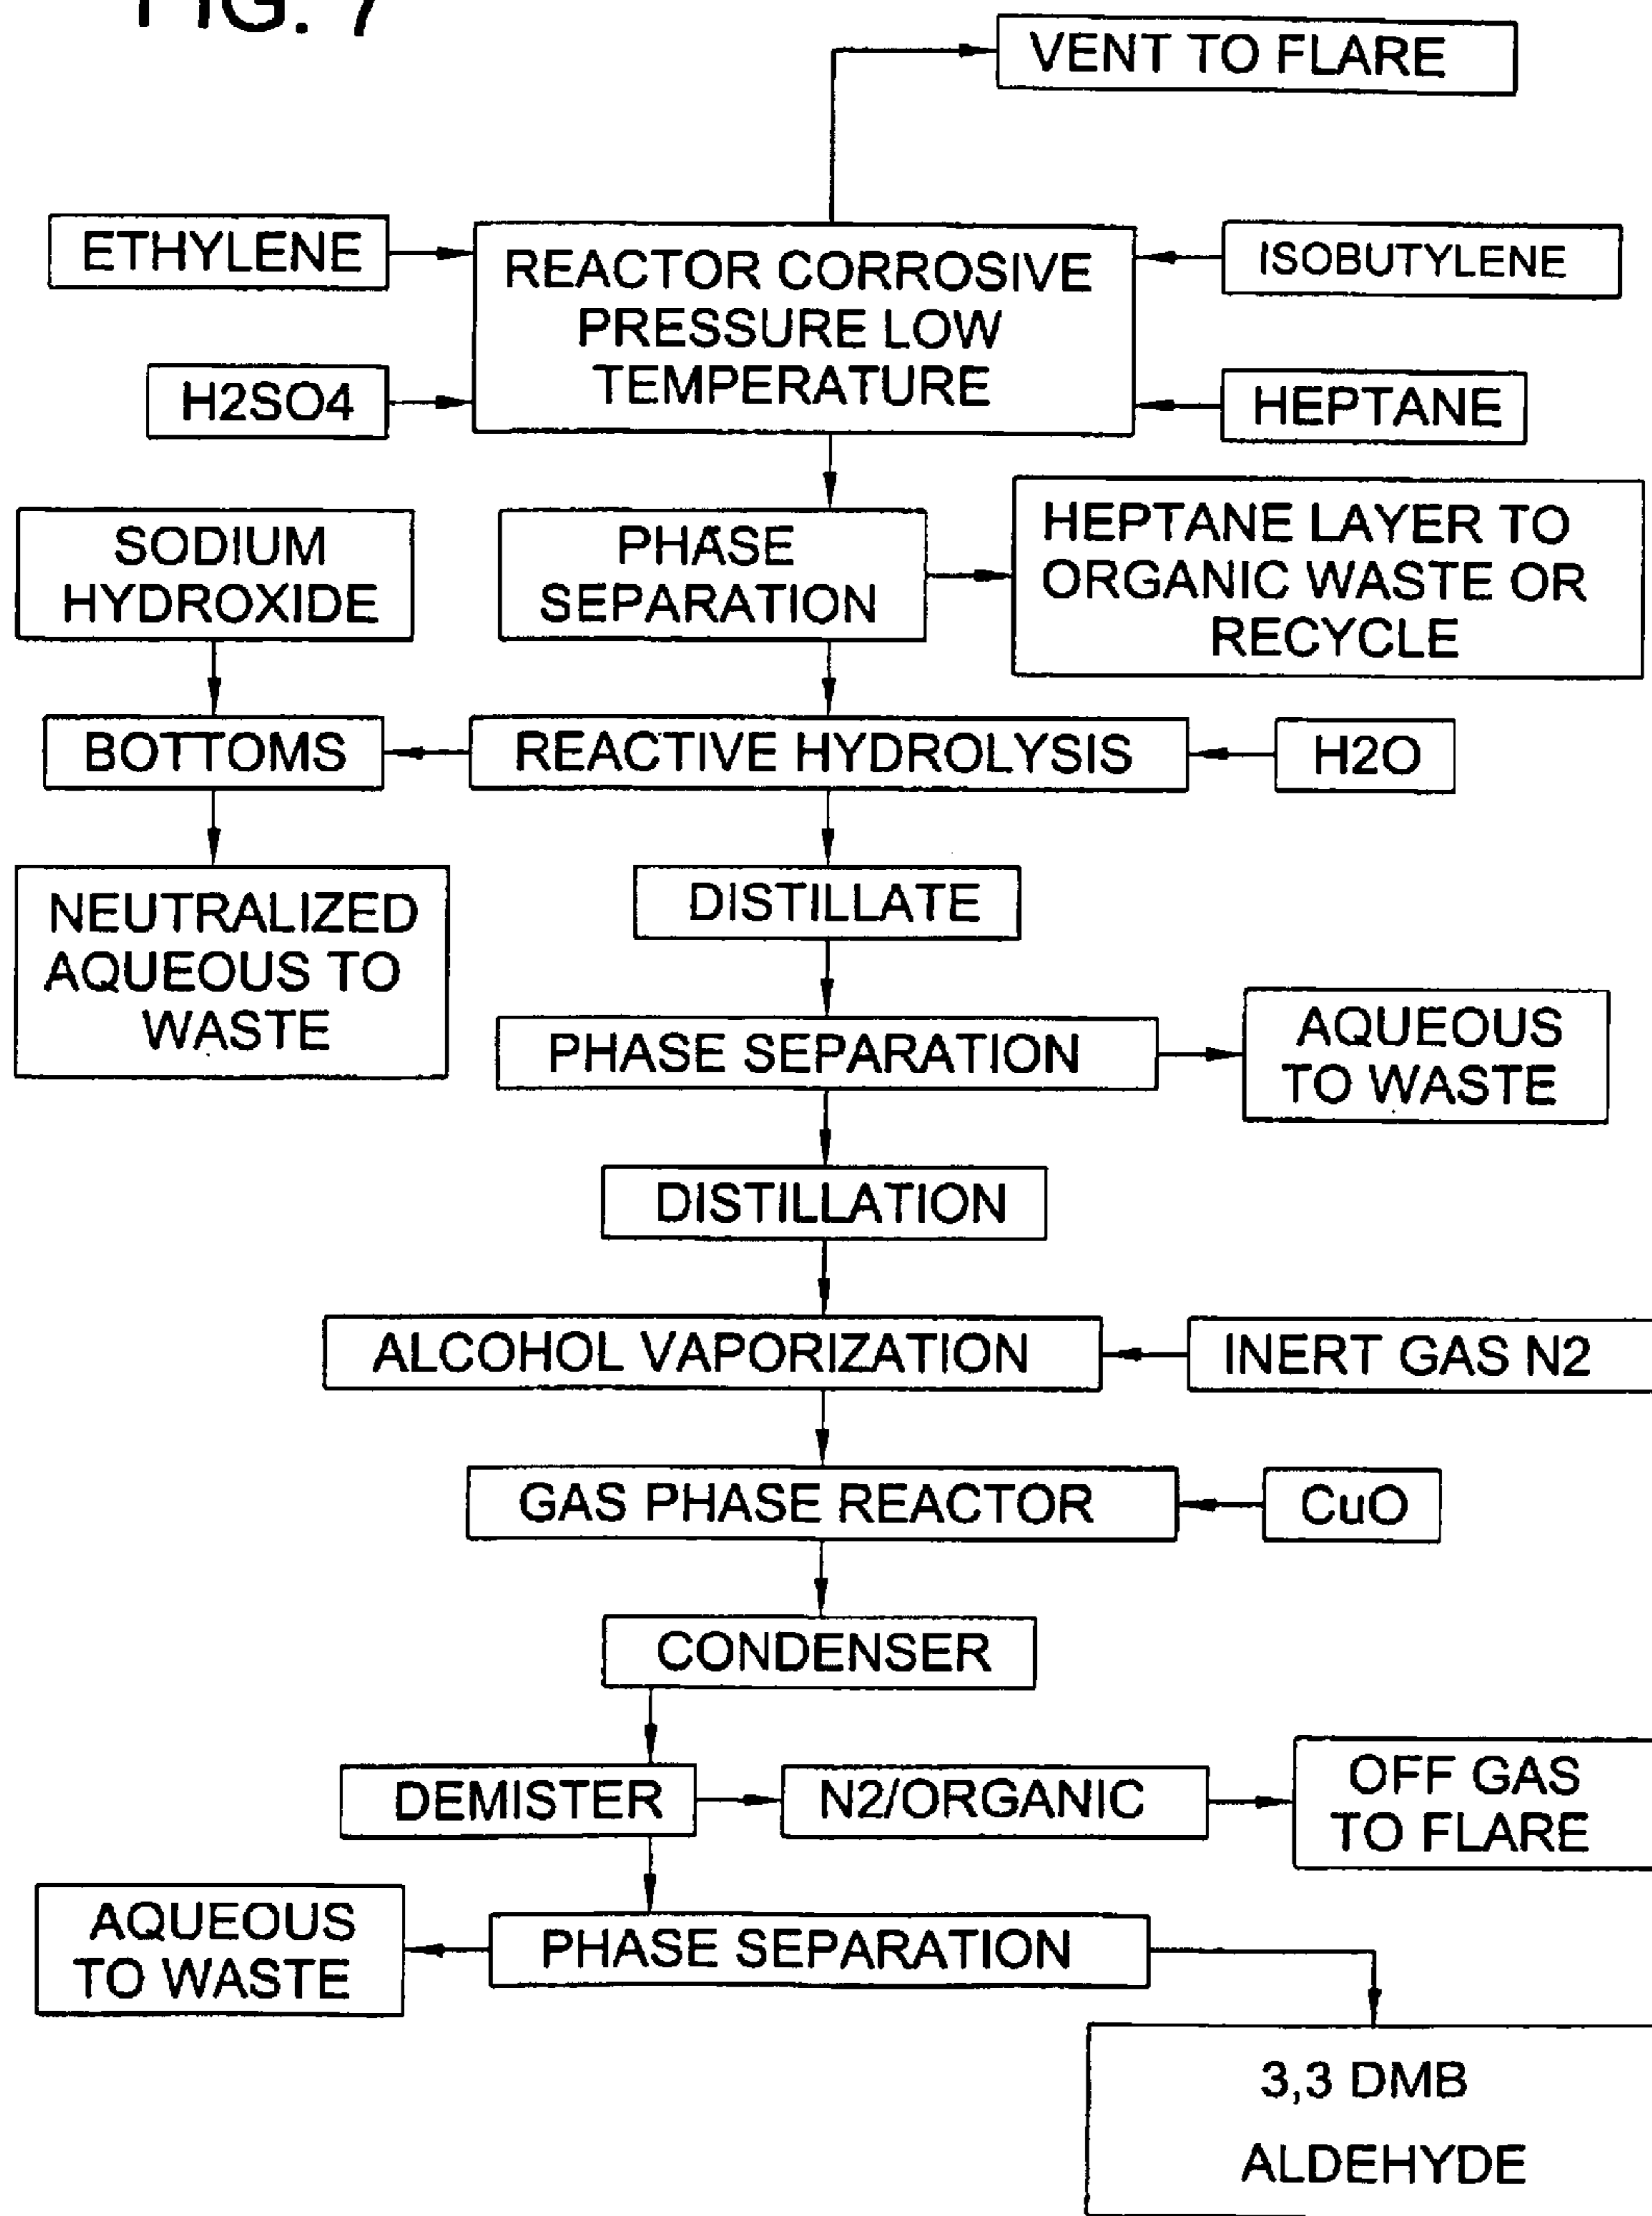 FIG. 7
VENT TO FLARE
ETHYLENE
REACTOR CORROSIVE
PRESSURE LOW
TEMPERATURE
ISOBUTYLENE
H2SO4
HEPTANE
SODIUM
HYDROXIDE
PHASE
SEPARATION
HEPTANE LAYER TO
ORGANIC WASTE OR
RECYCLE
BOTTOMS
REACTIVE HYDROLYSIS
H2O
NEUTRALIZED
AQUEOUS TO
WASTE
DISTILLATE
PHASE SEPARATION
AQUEOUS
TO WASTE
DISTILLATION
ALCOHOL VAPORIZATION
INERT GAS N2
GAS PHASE REACTOR
CuO
CONDENSER
DEMISTER
N2/ORGANIC
OFF GAS
TO FLARE
AQUEOUS
TO WASTE
PHASE SEPARATION
3,3 DMB
ALDEHYDE